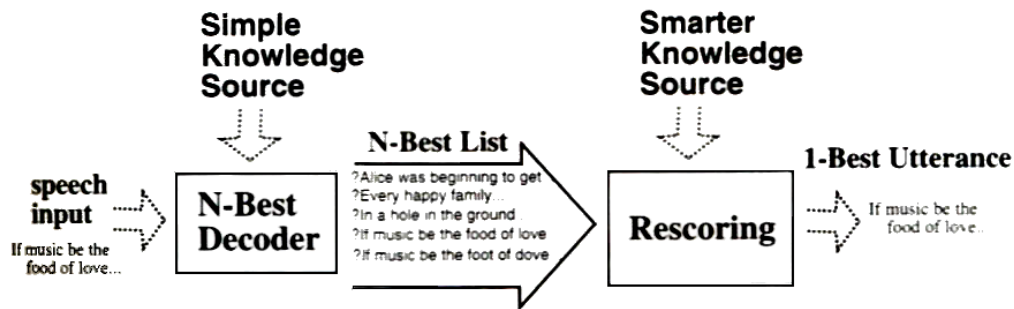 Simple
Knowledge
Source
Smarter
Knowledge
Source
speech
input
If music be the
food of love...
N-Best
Decoder
N-Best List
?Alice was beginning to get
?Every happy family...
?In a hole in the ground...
?If music be the food of love
?If music be the foot of dove
Rescoring
1-Best Utterance
If music be the
food of love..